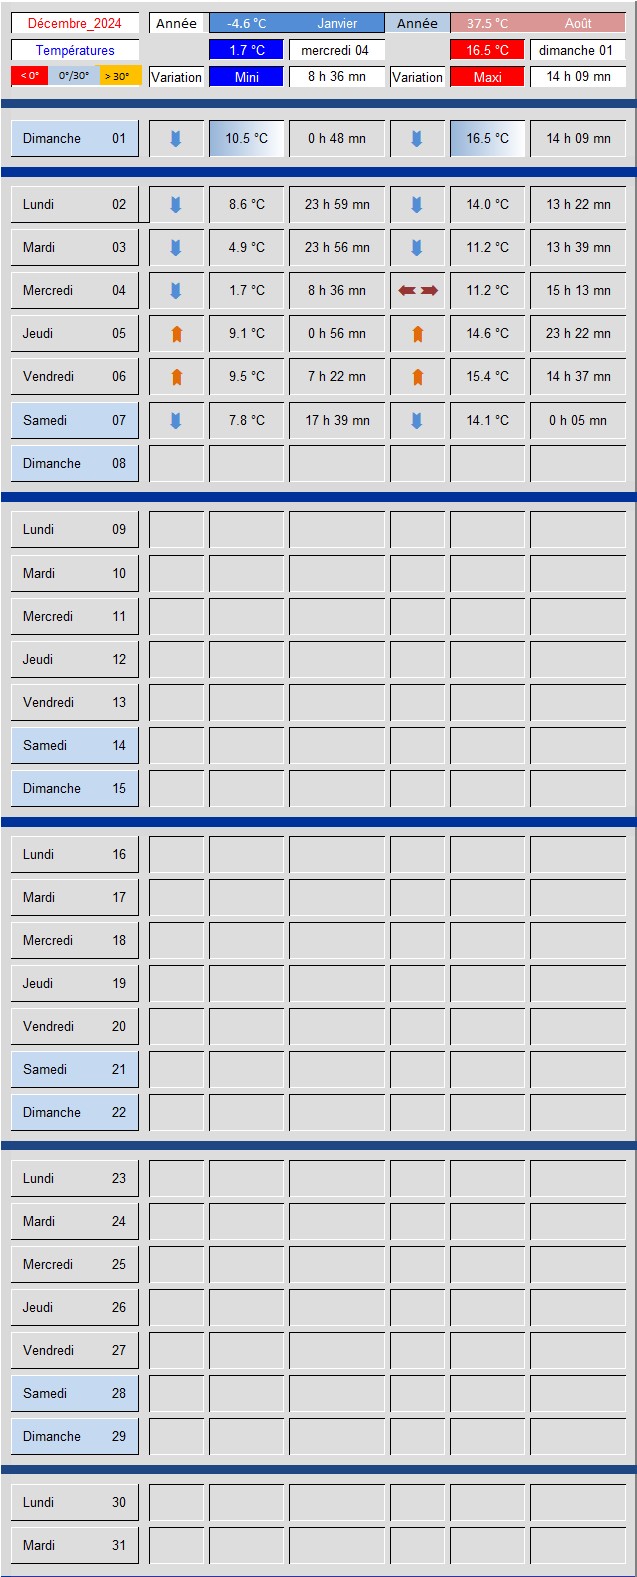 Décembre_2024 Année -4.6 °C Janvier Année 37.5 °C Août
Températures 1.7 °C mercredi 04 16.5 °C dimanche 01
< 0° 0°/30° > 30° Variation Mini 8 h 36 mn Variation Maxi 14 h 09 mn
Dimanche 01 10.5 °C 0 h 48 mn 16.5 °C 14 h 09 mn
Lundi 02 8.6 °C 23 h 59 mn 14.0 °C 13 h 22 mn
Mardi 03 4.9 °C 23 h 56 mn 11.2 °C 13 h 39 mn
Mercredi 04 1.7 °C 8 h 36 mn 11.2 °C 15 h 13 mn
Jeudi 05 9.1 °C 0 h 56 mn 14.6 °C 23 h 22 mn
Vendredi 06 9.5 °C 7 h 22 mn 15.4 °C 14 h 37 mn
Samedi 07 7.8 °C 17 h 39 mn 14.1 °C 0 h 05 mn
Dimanche 08
Lundi 09
Mardi 10
Mercredi 11
Jeudi 12
Vendredi 13
Samedi 14
Dimanche 15
Lundi 16
Mardi 17
Mercredi 18
Jeudi 19
Vendredi 20
Samedi 21
Dimanche 22
Lundi 23
Mardi 24
Mercredi 25
Jeudi 26
Vendredi 27
Samedi 28
Dimanche 29
Lundi 30
Mardi 31